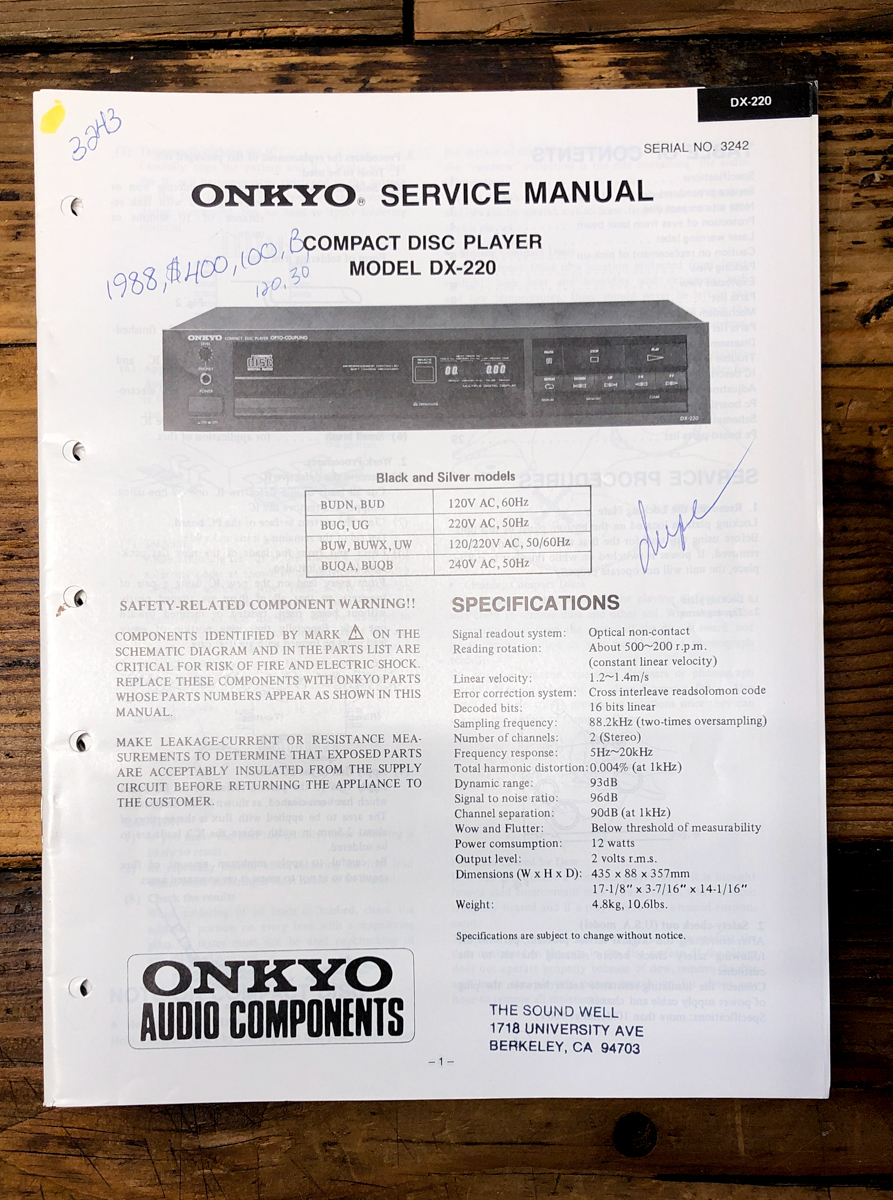 DX-220
3243
SERIAL NO. 3242
ONKYO® SERVICE MANUAL
COMPACT DISC PLAYER
MODEL DX-220
1988, $400, 100, B
120, 30
ONKYO COMPACT DISC PLAYER OPTO-COUPLING
LEVEL
PHONES
POWER
DX-220
Black and Silver models
BUDN, BUD 120V AC, 60Hz
BUG, UG 220V AC, 50Hz
BUW, BUWX, UW 120/220V AC, 50/60Hz
BUQA, BUQB 240V AC, 50Hz
dupe
SAFETY-RELATED COMPONENT WARNING!!
COMPONENTS IDENTIFIED BY MARK ⚠ ON THE
SCHEMATIC DIAGRAM AND IN THE PARTS LIST ARE
CRITICAL FOR RISK OF FIRE AND ELECTRIC SHOCK.
REPLACE THESE COMPONENTS WITH ONKYO PARTS
WHOSE PARTS NUMBERS APPEAR AS SHOWN IN THIS
MANUAL.
MAKE LEAKAGE-CURRENT OR RESISTANCE MEA-
SUREMENTS TO DETERMINE THAT EXPOSED PARTS
ARE ACCEPTABLY INSULATED FROM THE SUPPLY
CIRCUIT BEFORE RETURNING THE APPLIANCE TO
THE CUSTOMER.
SPECIFICATIONS
Signal readout system: Optical non-contact
Reading rotation: About 500~200 r.p.m.
(constant linear velocity)
Linear velocity: 1.2~1.4m/s
Error correction system: Cross interleave readsolomon code
Decoded bits: 16 bits linear
Sampling frequency: 88.2kHz (two-times oversampling)
Number of channels: 2 (Stereo)
Frequency response: 5Hz~20kHz
Total harmonic distortion: 0.004% (at 1kHz)
Dynamic range: 93dB
Signal to noise ratio: 96dB
Channel separation: 90dB (at 1kHz)
Wow and Flutter: Below threshold of measurability
Power comsumption: 12 watts
Output level: 2 volts r.m.s.
Dimensions (W x H x D): 435 x 88 x 357mm
17-1/8" x 3-7/16" x 14-1/16"
Weight: 4.8kg, 10.6lbs.
Specifications are subject to change without notice.
ONKYO
AUDIO COMPONENTS
THE SOUND WELL
1718 UNIVERSITY AVE
BERKELEY, CA 94703
– 1 –